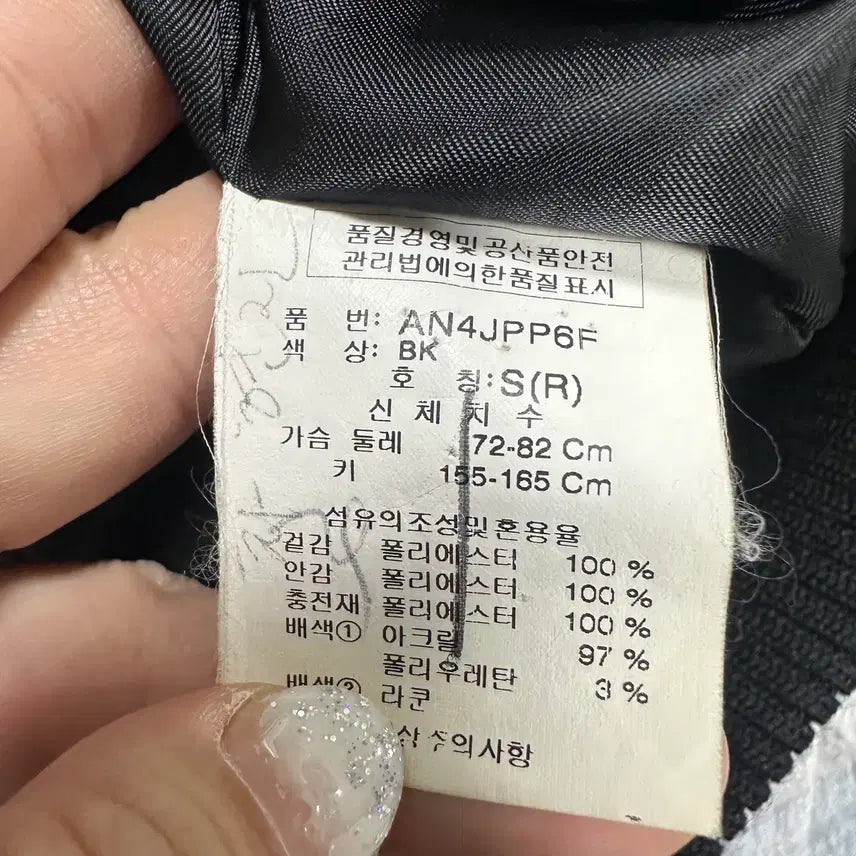 품질경영및공산품안전
관리법에의한품질표시
품 번: AN4JPP6F
색 상: BK
호 칭: S(R)
신 체 치 수
가슴 둘레 72-82 Cm
키 155-165 Cm
섬유의조성및혼용율
겉감 폴리에스터 100 %
안감 폴리에스터 100 %
충전재 폴리에스터 100 %
배색① 아크릴 97 %
폴리우레탄 3 %
배색② 라쿤
상 주의사항